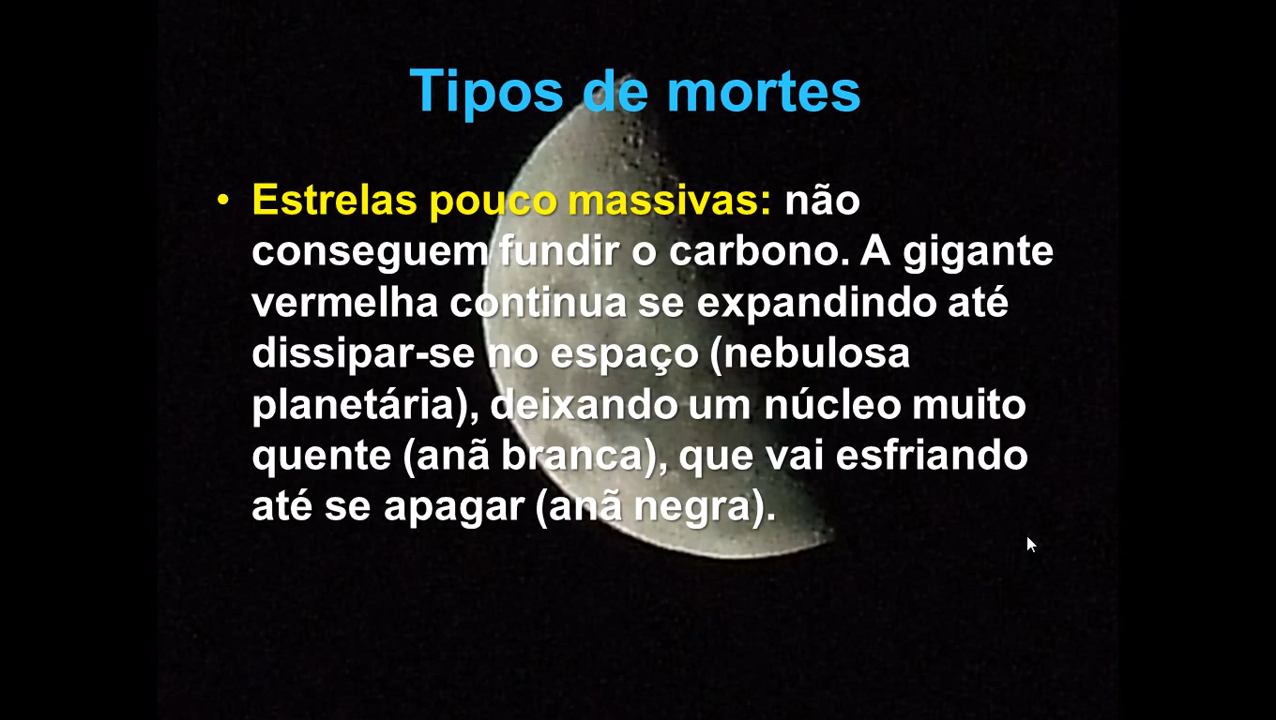 Tipos de mortes
• Estrelas pouco massivas: não
conseguem fundir o carbono. A gigante
vermelha continua se expandindo até
dissipar-se no espaço (nebulosa
planetária), deixando um núcleo muito
quente (anã branca), que vai esfriando
até se apagar (anã negra).